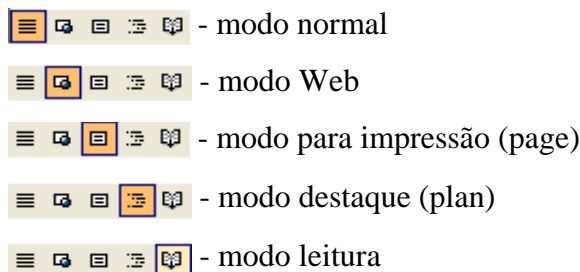 - modo normal
- modo Web
- modo para impressão (page)
- modo destaque (plan)
- modo leitura